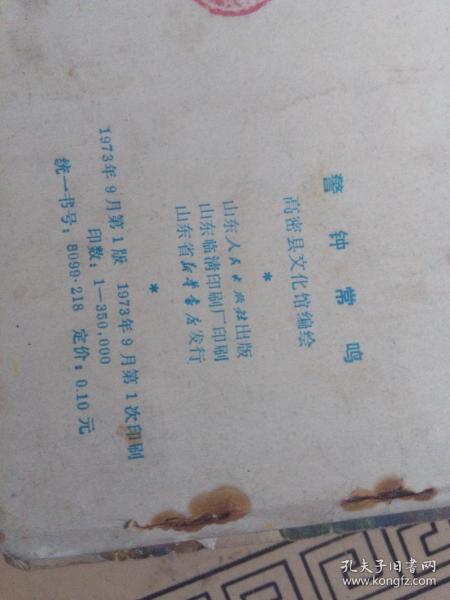 警钟常鸣
高密县文化馆编绘
*
山东人民出版社出版
山东临清印刷厂印刷
山东省新华书店发行
*
1973年9月第1版 1973年9月第1次印刷
印数：1—350,000
统一书号：8099·218 定价：0.10元
孔夫子旧书网
www.kongfz.com